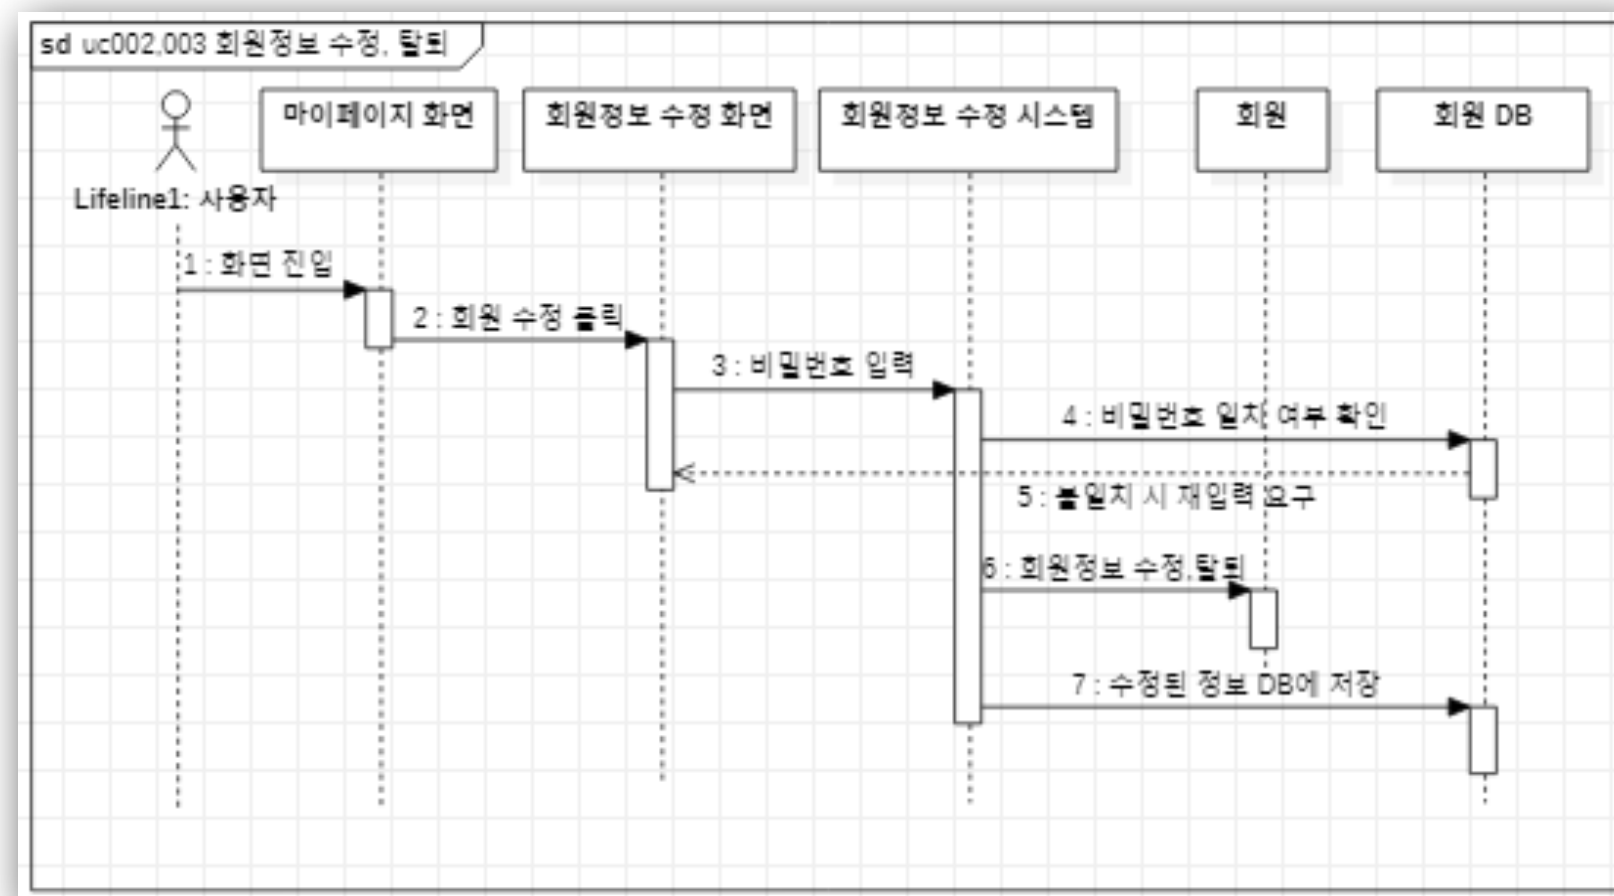 sd uc002,003 회원정보 수정, 탈퇴
마이페이지 화면
회원정보 수정 화면
회원정보 수정 시스템
회원
회원 DB
Lifeline1: 사용자
1 : 화면 진입
2 : 회원 수정 클릭
3 : 비밀번호 입력
4 : 비밀번호 일치 여부 확인
5 : 불일치 시 재입력 요구
6 : 회원정보 수정,탈퇴
7 : 수정된 정보 DB에 저장